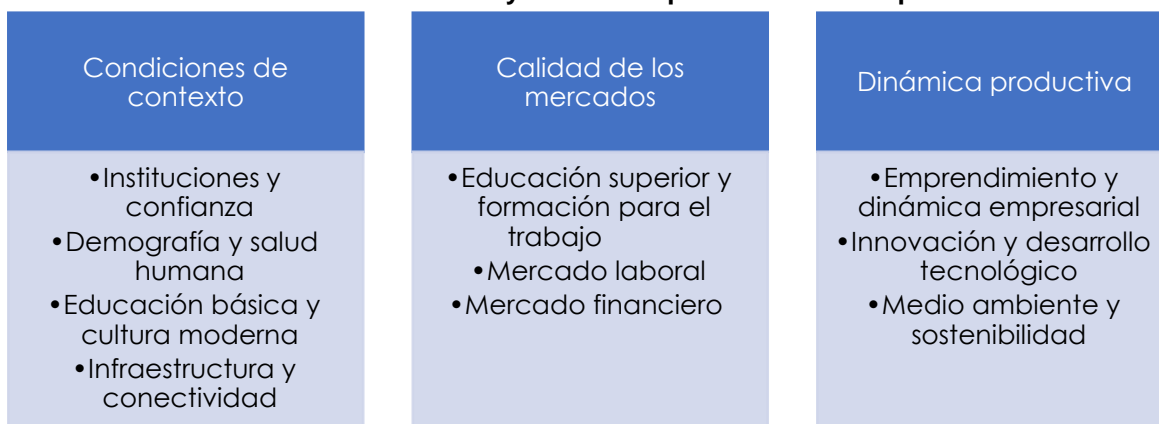 Condiciones de
contexto
•Instituciones y
confianza
•Demografía y salud
humana
•Educación básica y
cultura moderna
•Infraestructura y
conectividad
Calidad de los
mercados
•Educación superior y
formación para el
trabajo
•Mercado laboral
•Mercado financiero
Dinámica productiva
•Emprendimiento y
dinámica empresarial
•Innovación y desarrollo
tecnológico
•Medio ambiente y
sostenibilidad